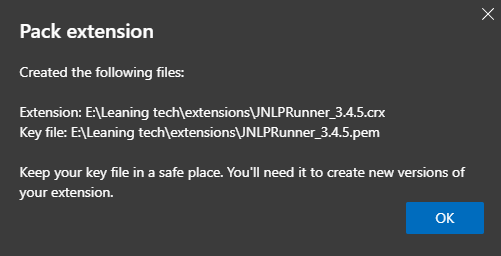 Pack extension
Created the following files:
Extension: E:\Leaning tech\extensions\JNLPRunner_3.4.5.crx
Key file: E:\Leaning tech\extensions\JNLPRunner_3.4.5.pem
Keep your key file in a safe place. You'll need it to create new versions of
your extension.
OK